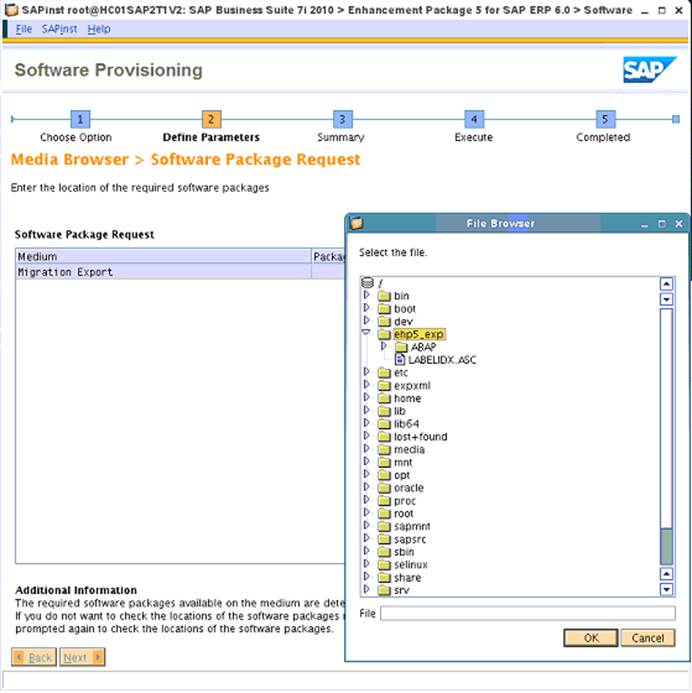 SAPinst root@HC01SAP2T1V2: SAP Business Suite 7i 2010 > Enhancement Package 5 for SAP ERP 6.0 > Software
File SAPinst Help
Software Provisioning
SAP
1 2 3 4 5
Choose Option Define Parameters Summary Execute Completed
Media Browser > Software Package Request
Enter the location of the required software packages
Software Package Request
Medium Packa
Migration Export
Additional Information
The required software packages available on the medium are dete
If you do not want to check the locations of the software packages
prompted again to check the locations of the software packages.
Back Next
File Browser
Select the file.
/
bin
boot
dev
ehp5_exp
ABAP
LABELIDX.ASC
etc
expxml
home
lib
lib64
lost+found
media
mnt
opt
oracle
proc
root
sapmnt
sapsrc
sbin
selinux
share
srv
File
OK Cancel